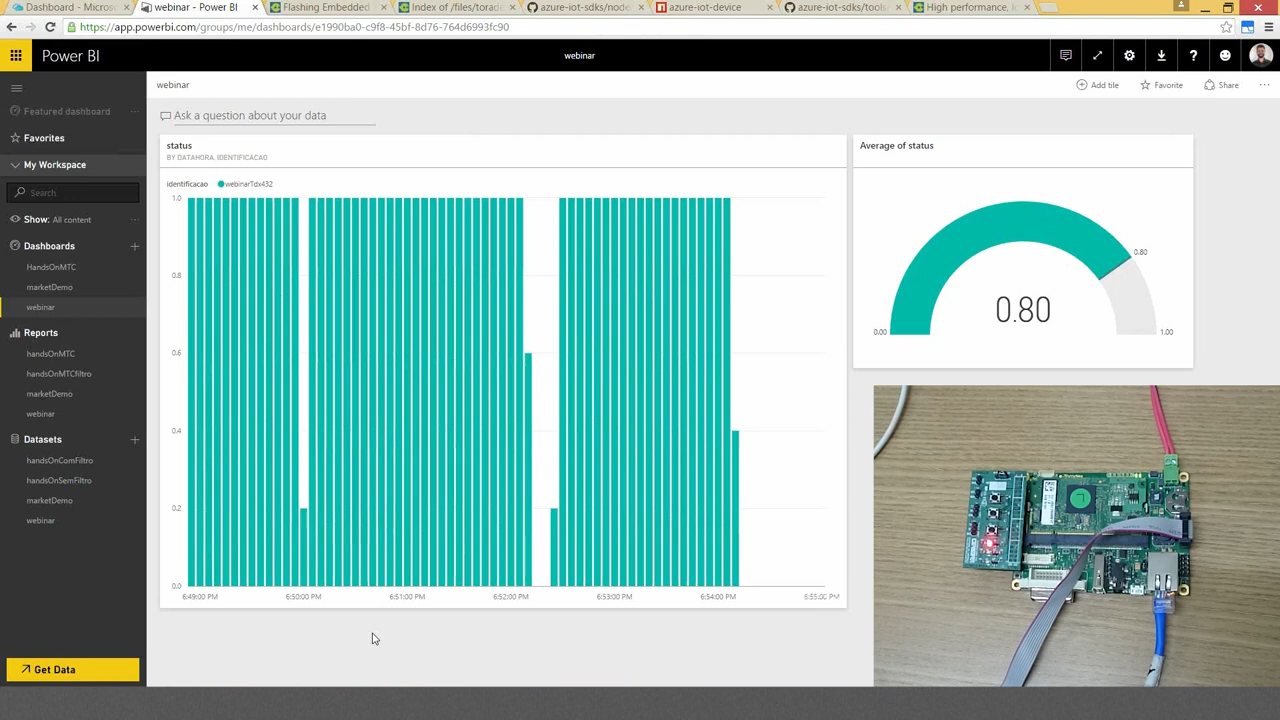 Dashboard - Microso
webinar - Power BI
Flashing Embedded
Index of /files/torade
azure-iot-sdks/node
azure-iot-device
azure-iot-sdks/tools
High performance, l
https://app.powerbi.com/groups/me/dashboards/e1990ba0-c9f8-45bf-8d76-764d6993fc90
Power BI
webinar
webinar
Add tile
Favorite
Share
Featured dashboard
Favorites
My Workspace
Search
Show: All content
Dashboards
HandsOnMTC
marketDemo
webinar
Reports
handsOnMTC
handsOnMTCfiltro
marketDemo
webinar
Datasets
handsOnComFiltro
handsOnSemFiltro
marketDemo
webinar
Get Data
Ask a question about your data
status
BY DATAHORA, IDENTIFICACAO
identificacao webinarTdx432
1.0
0.8
0.6
0.4
0.2
0.0
6:49:00 PM 6:50:00 PM 6:51:00 PM 6:52:00 PM 6:53:00 PM 6:54:00 PM 6:55:00 PM
Average of status
0.80
0.80
0.00
1.00